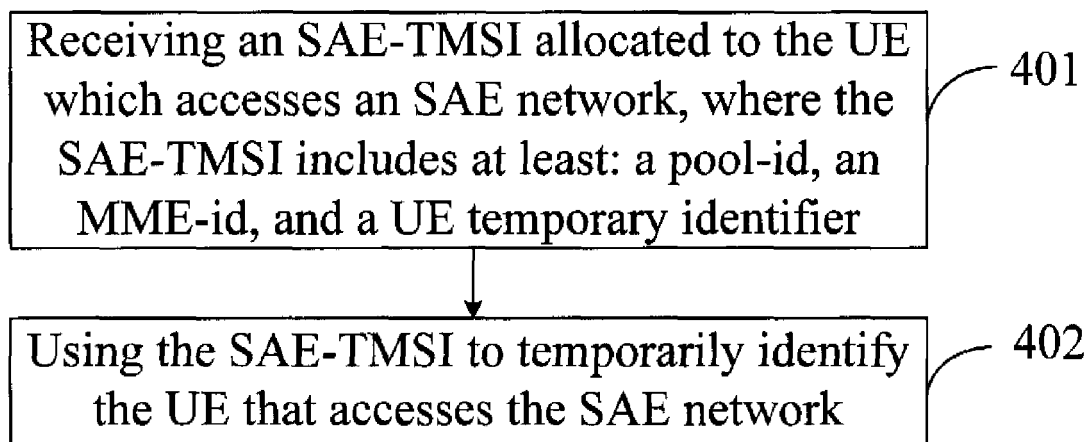 Receiving an SAE-TMSI allocated to the UE
which accesses an SAE network, where the
SAE-TMSI includes at least: a pool-id, an
MME-id, and a UE temporary identifier
401
Using the SAE-TMSI to temporarily identify
the UE that accesses the SAE network
402